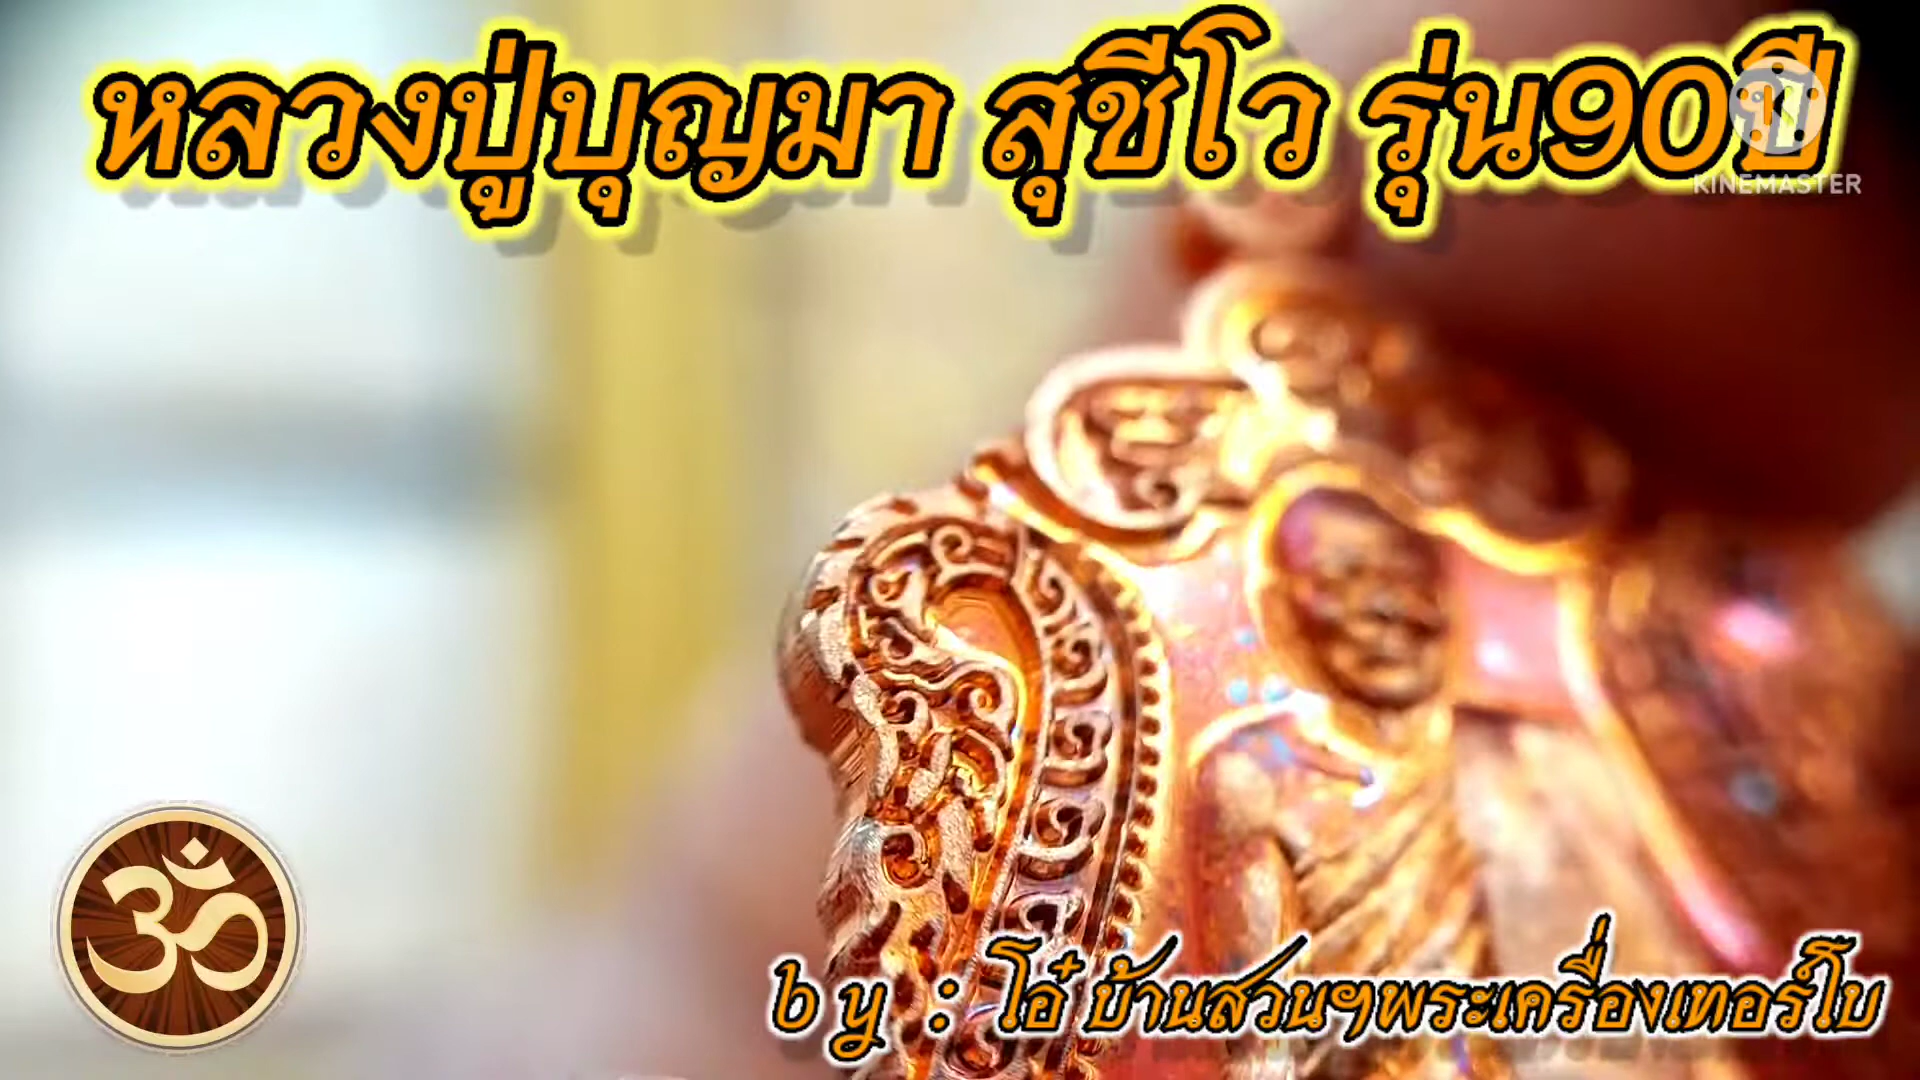 หลวงปู่บุญมา สุชีโว รุ่น90ปี
KINEMASTER
ॐ
by : โอ๋ บ้านสวนฯพระเครื่องเทอร์โบ